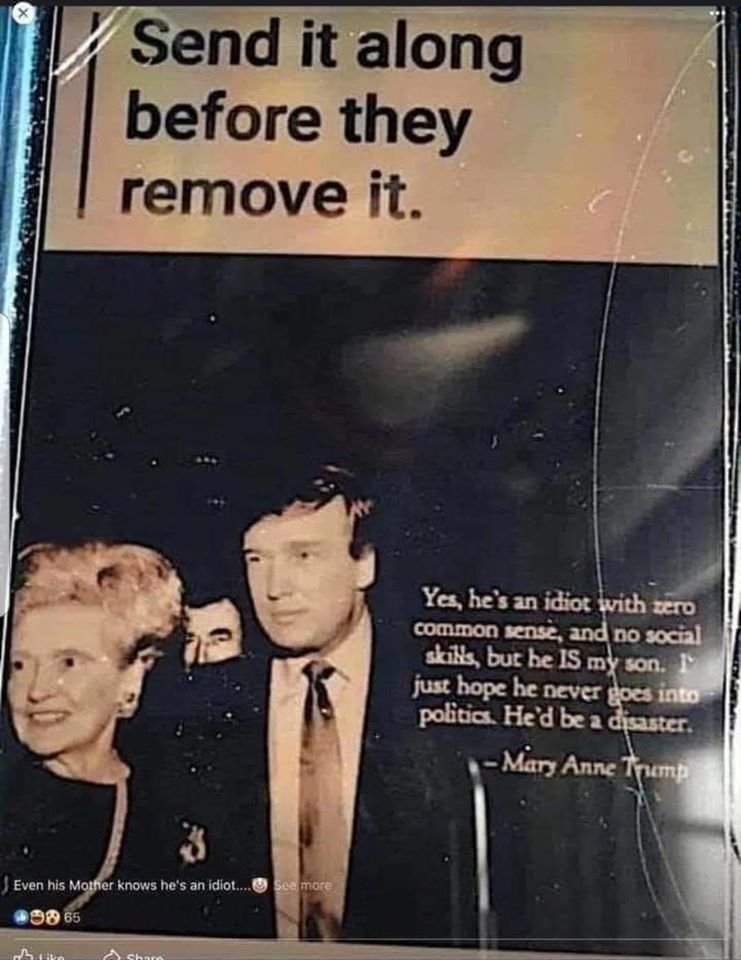 Send it along
before they
remove it.
Yes, he's an idiot with zero
common sense, and no social
skills, but he IS my son. I
just hope he never goes into
politics. He'd be a disaster.
– Mary Anne Trump
Even his Mother knows he's an idiot....🤡 See more
65
Like
Share